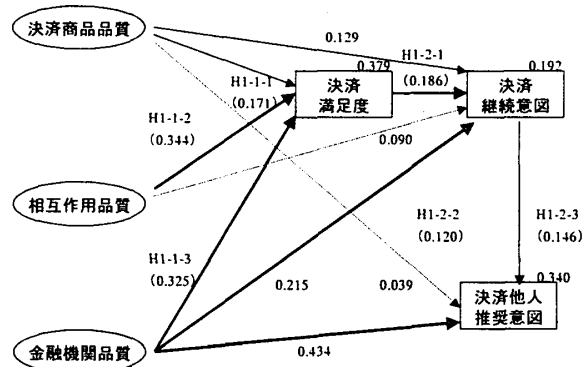 決済商品品質
0.129
H1-2-1
0.379
(0.186)
0.192
H1-1-1
(0.171)
決済
満足度
決済
継続意図
H1-1-2
(0.344)
0.090
相互作用品質
H1-2-2
(0.120)
H1-2-3
(0.146)
H1-1-3
(0.325)
0.215
0.039
0.340
決済他人
推奨意図
金融機関品質
0.434